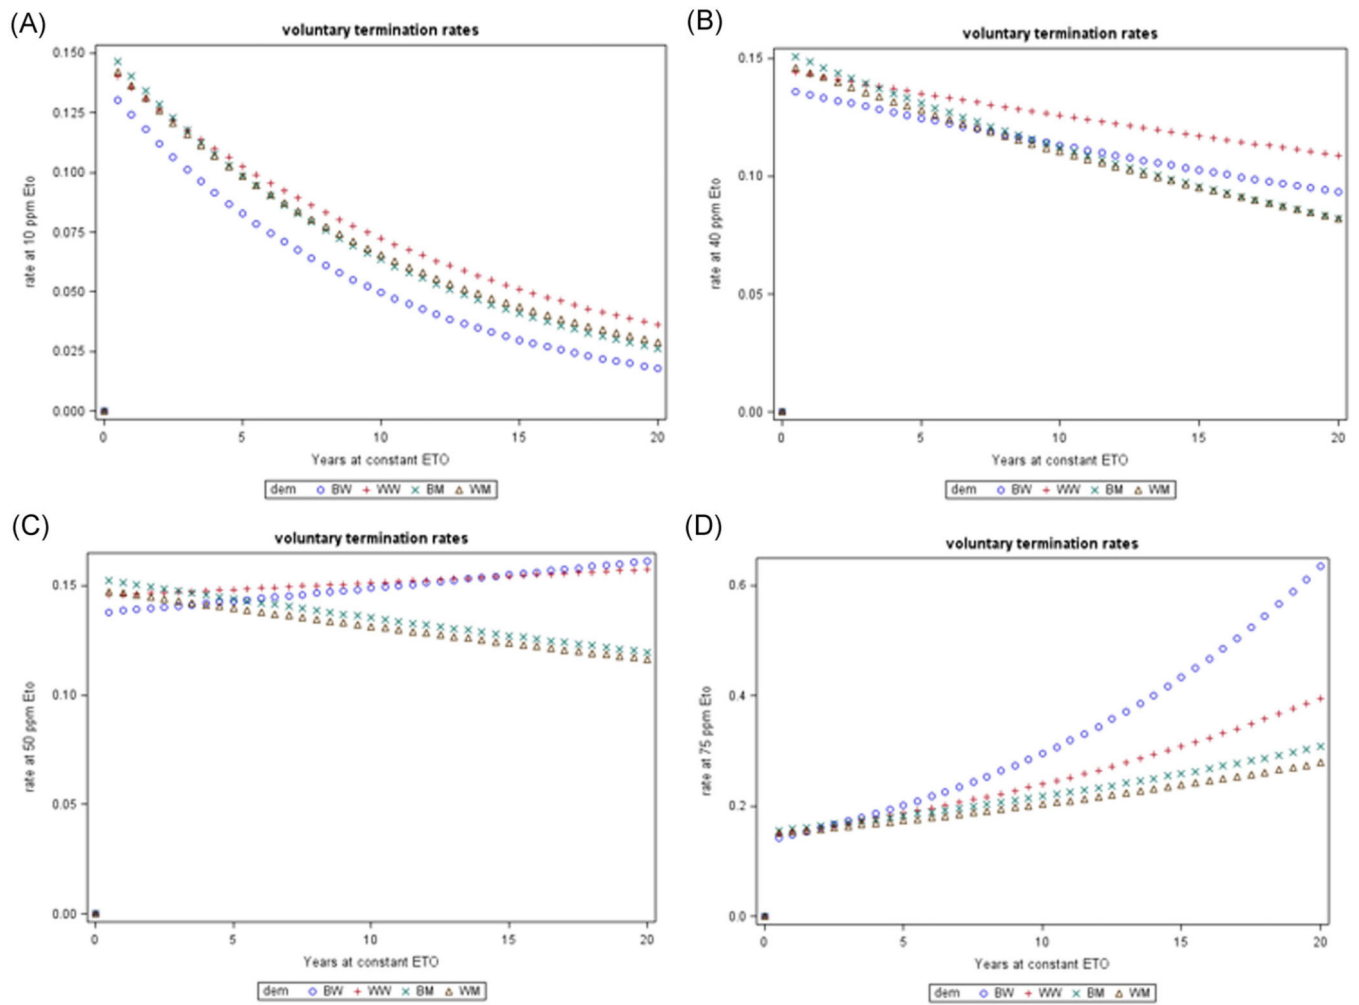 (A)
voluntary termination rates
rate at 10 ppm Eto
0.150
0.125
0.100
0.075
0.050
0.025
0.000
0 5 10 15 20
Years at constant ETO
dem BW WW BM WM
(B)
voluntary termination rates
rate at 40 ppm Eto
0.15
0.10
0.05
0.00
0 5 10 15 20
Years at constant ETO
dem BW WW BM WM
(C)
voluntary termination rates
rate at 50 ppm Eto
0.15
0.10
0.05
0.00
0 5 10 15 20
Years at constant ETO
dem BW WW BM WM
(D)
voluntary termination rates
rate at 75 ppm Eto
0.6
0.4
0.2
0.0
0 5 10 15 20
Years at constant ETO
dem BW WW BM WM